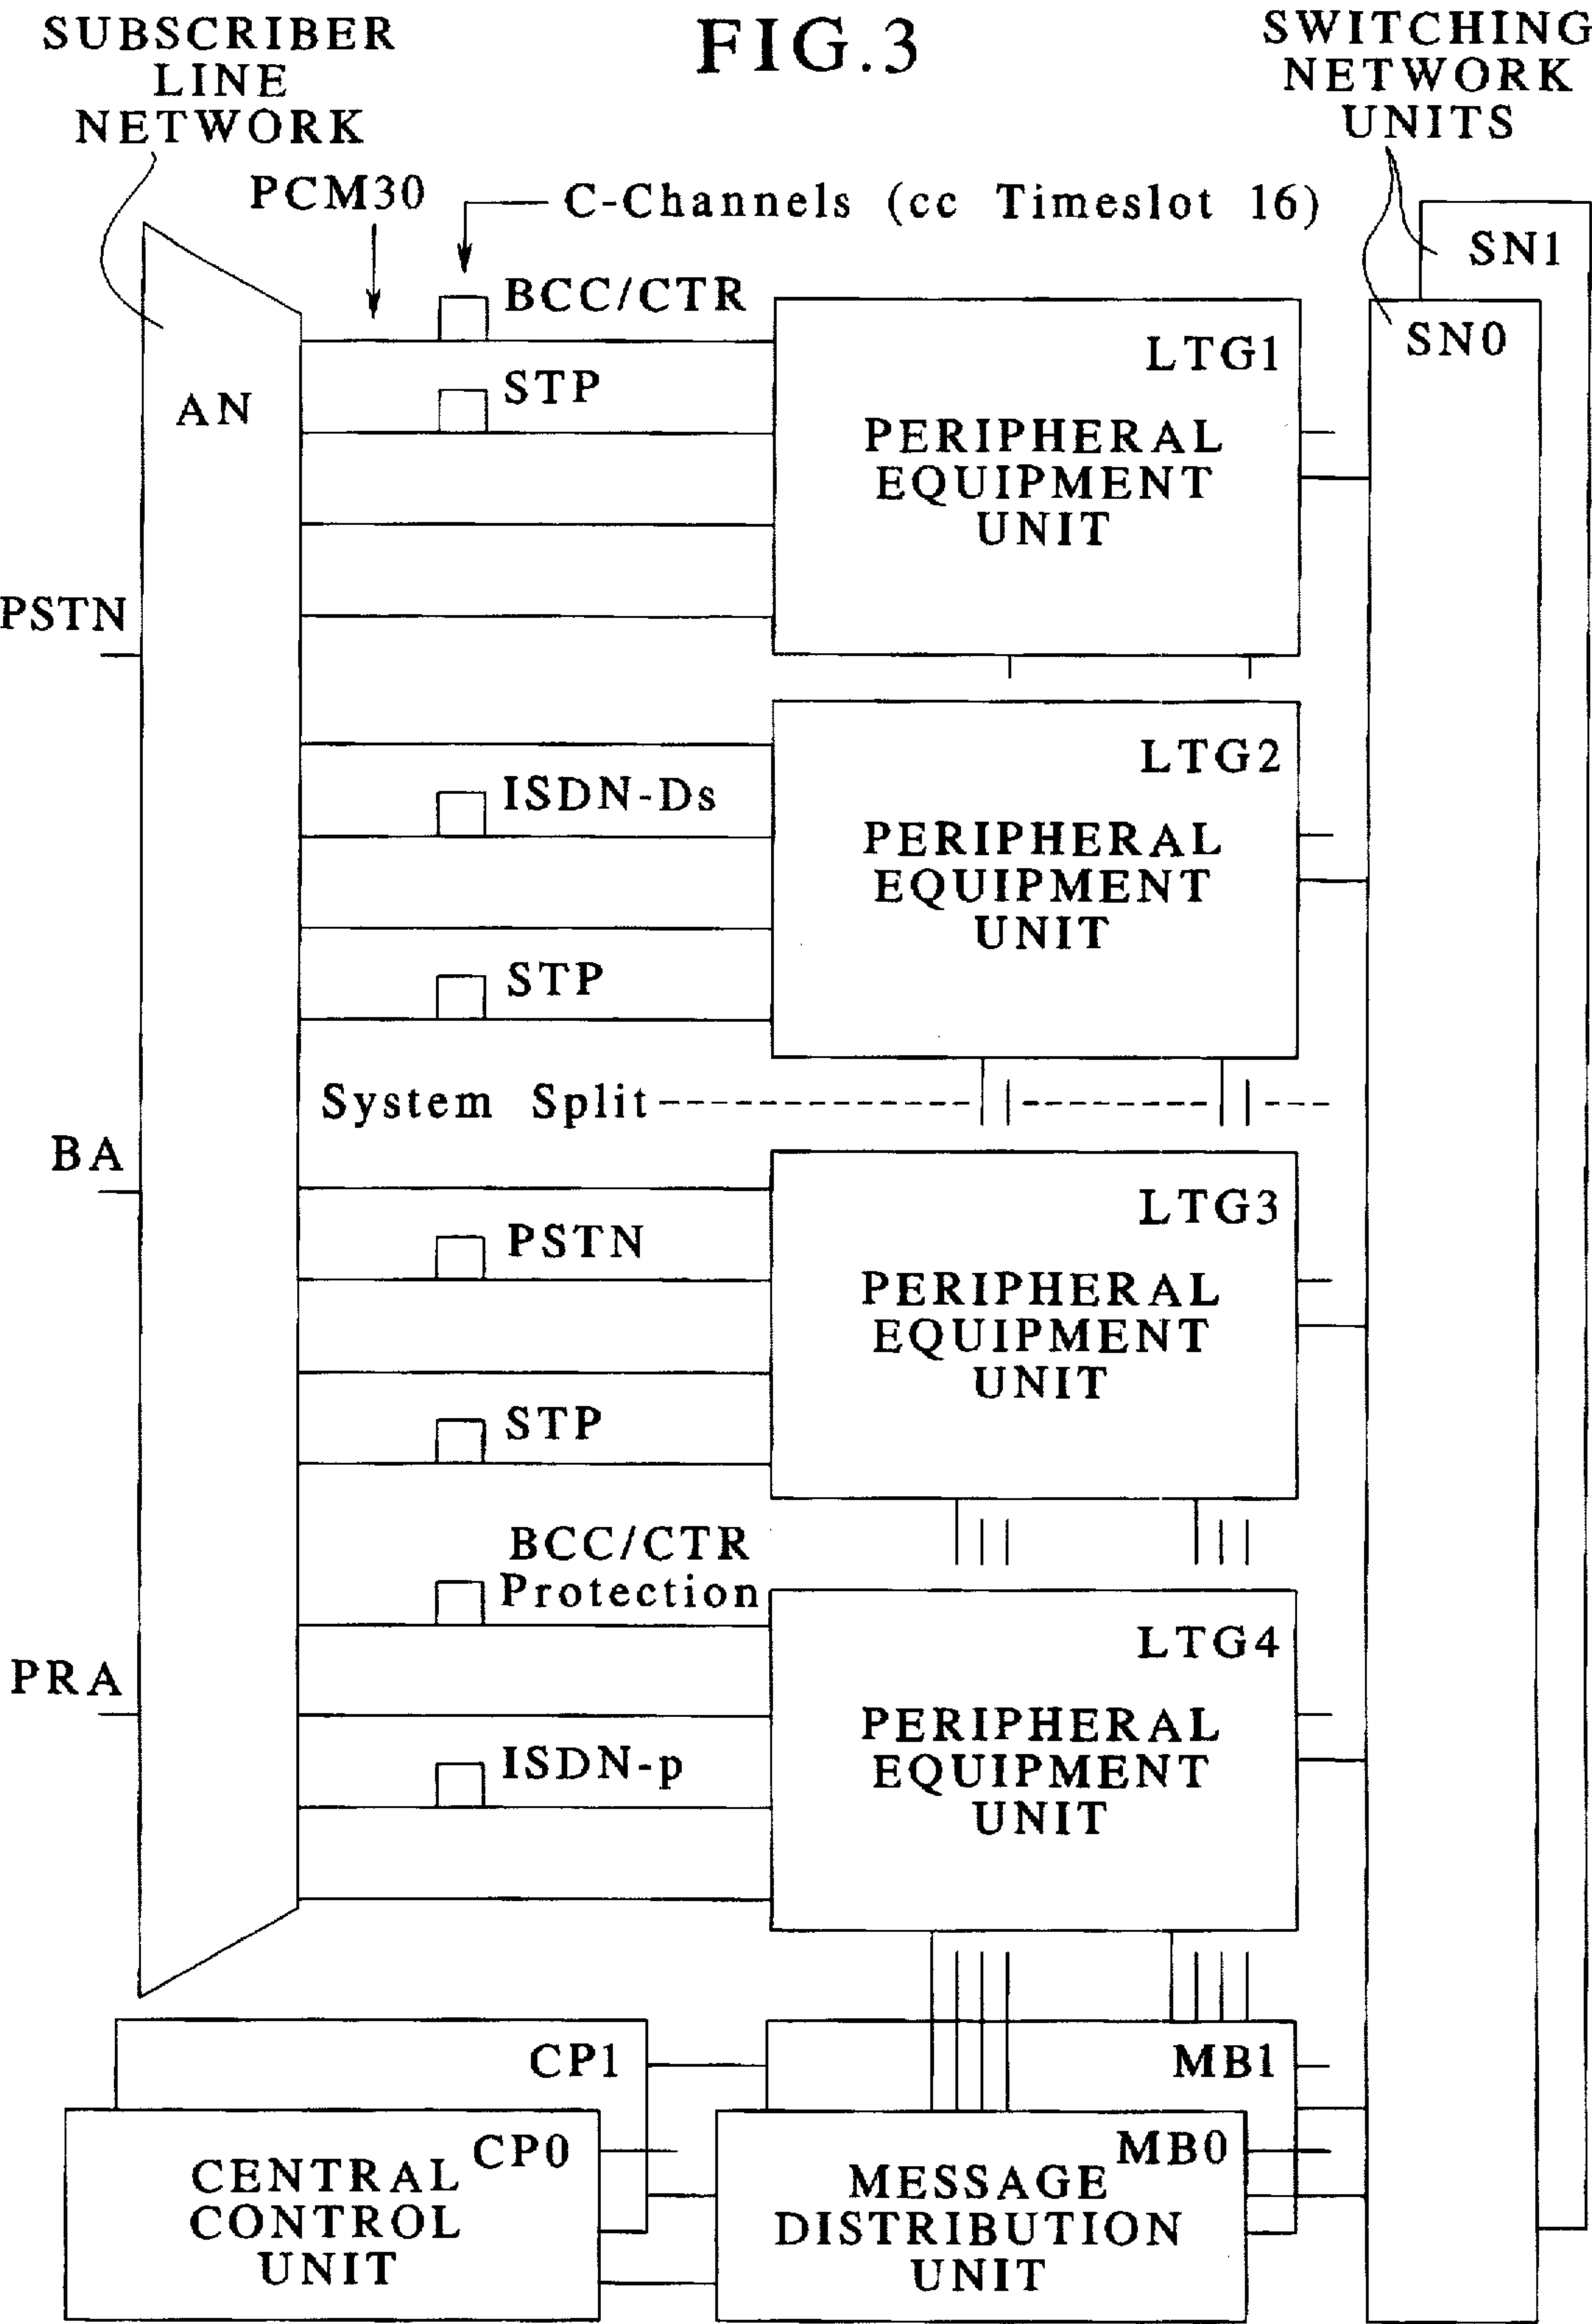 FIG.3
SUBSCRIBER
LINE
NETWORK
SWITCHING
NETWORK
UNITS
PCM30
C-Channels (cc Timeslot 16)
SN1
SN0
AN
BCC/CTR
STP
LTG1
PERIPHERAL
EQUIPMENT
UNIT
PSTN
ISDN-Ds
STP
LTG2
PERIPHERAL
EQUIPMENT
UNIT
System Split
BA
PSTN
STP
LTG3
PERIPHERAL
EQUIPMENT
UNIT
BCC/CTR
Protection
PRA
ISDN-p
LTG4
PERIPHERAL
EQUIPMENT
UNIT
CP1
MB1
CP0
CENTRAL
CONTROL
UNIT
MB0
MESSAGE
DISTRIBUTION
UNIT